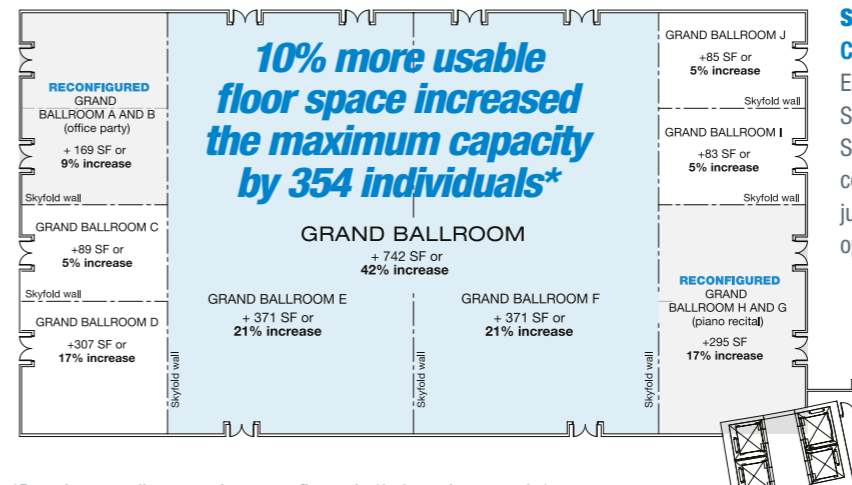 10% more usable
floor space increased
the maximum capacity
by 354 individuals*
GRAND BALLROOM
+ 742 SF or
42% increase
GRAND BALLROOM E
+ 371 SF or
21% increase
GRAND BALLROOM F
+ 371 SF or
21% increase
RECONFIGURED
GRAND
BALLROOM A AND B
(office party)
+ 169 SF or
9% increase
Skyfold wall
GRAND BALLROOM C
+89 SF or
5% increase
Skyfold wall
GRAND BALLROOM D
+307 SF or
17% increase
Skyfold wall
Skyfold wall
Skyfold wall
GRAND BALLROOM J
+85 SF or
5% increase
Skyfold wall
GRAND BALLROOM I
+83 SF or
5% increase
Skyfold wall
RECONFIGURED
GRAND
BALLROOM H AND G
(piano recital)
+295 SF
17% increase